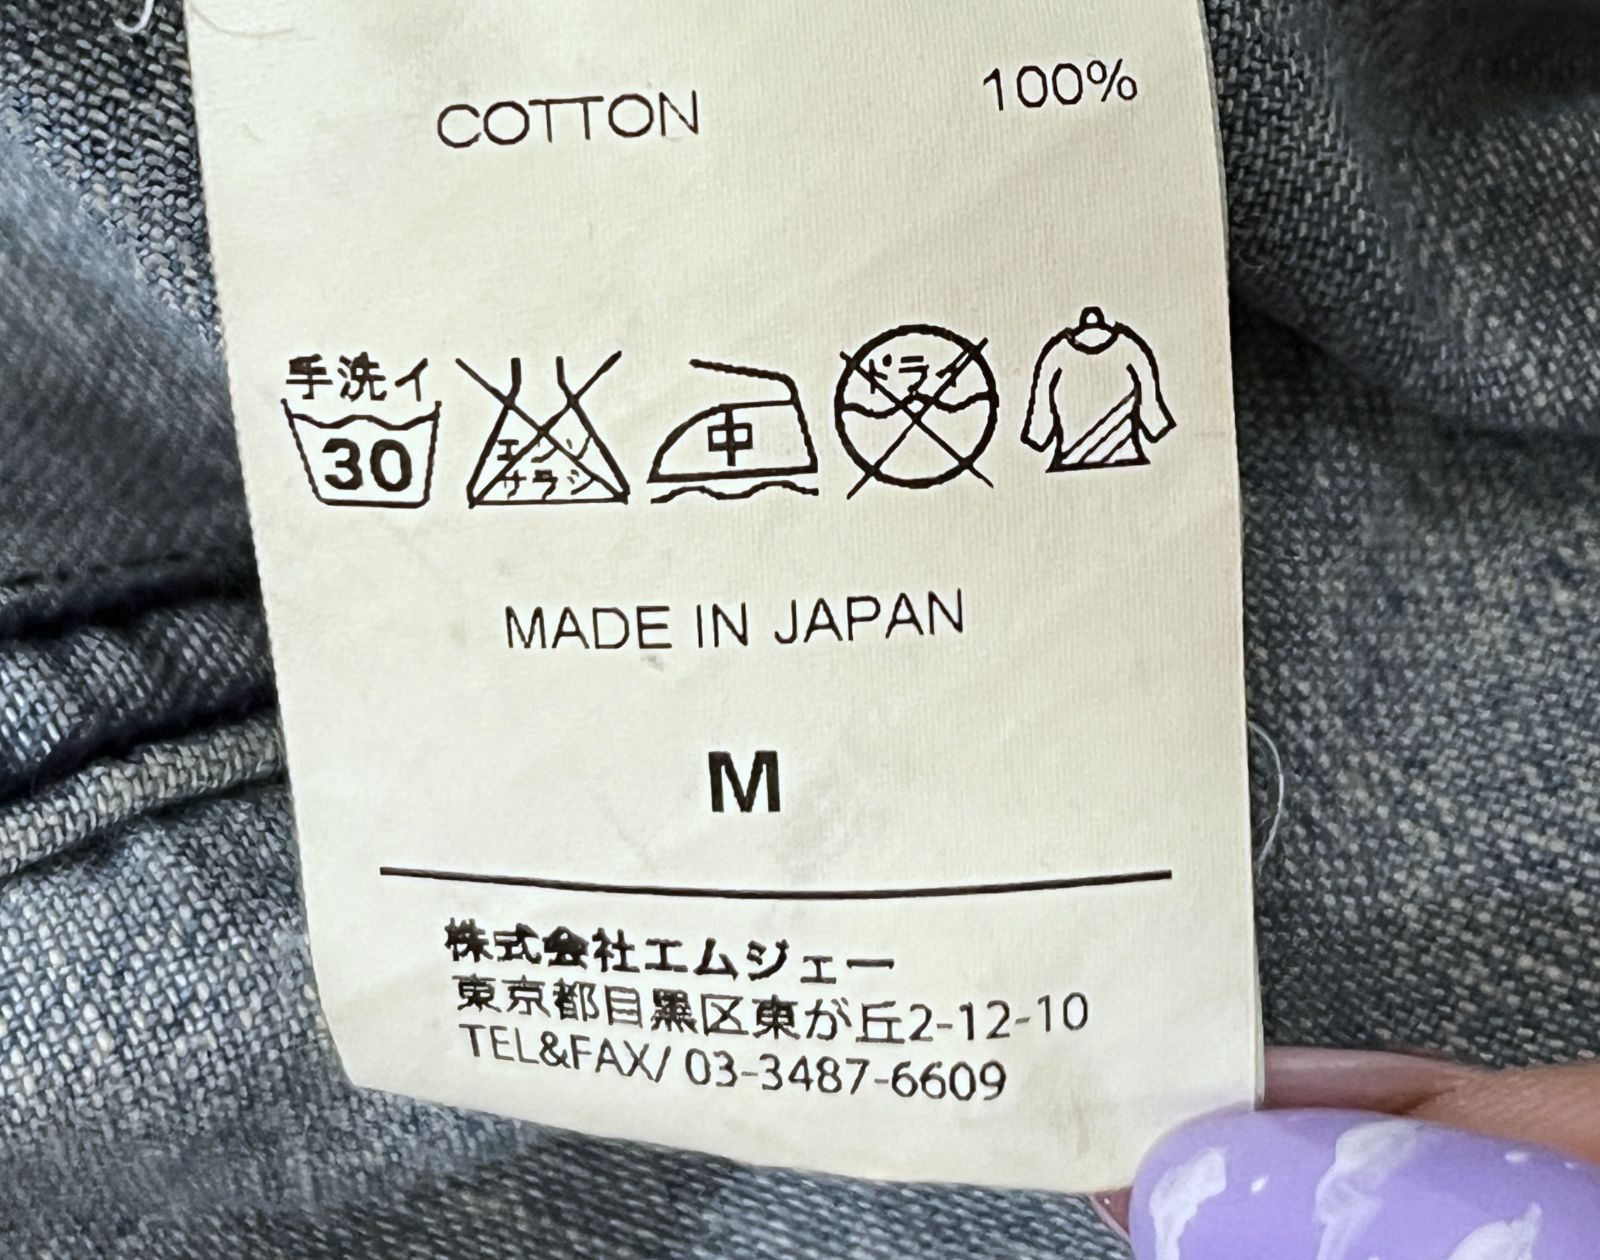 COTTON 100%
手洗イ
30
エンソ
サラシ
中
ドライ
MADE IN JAPAN
M
株式会社エムジェー
東京都目黒区東が丘2-12-10
TEL&FAX/ 03-3487-6609